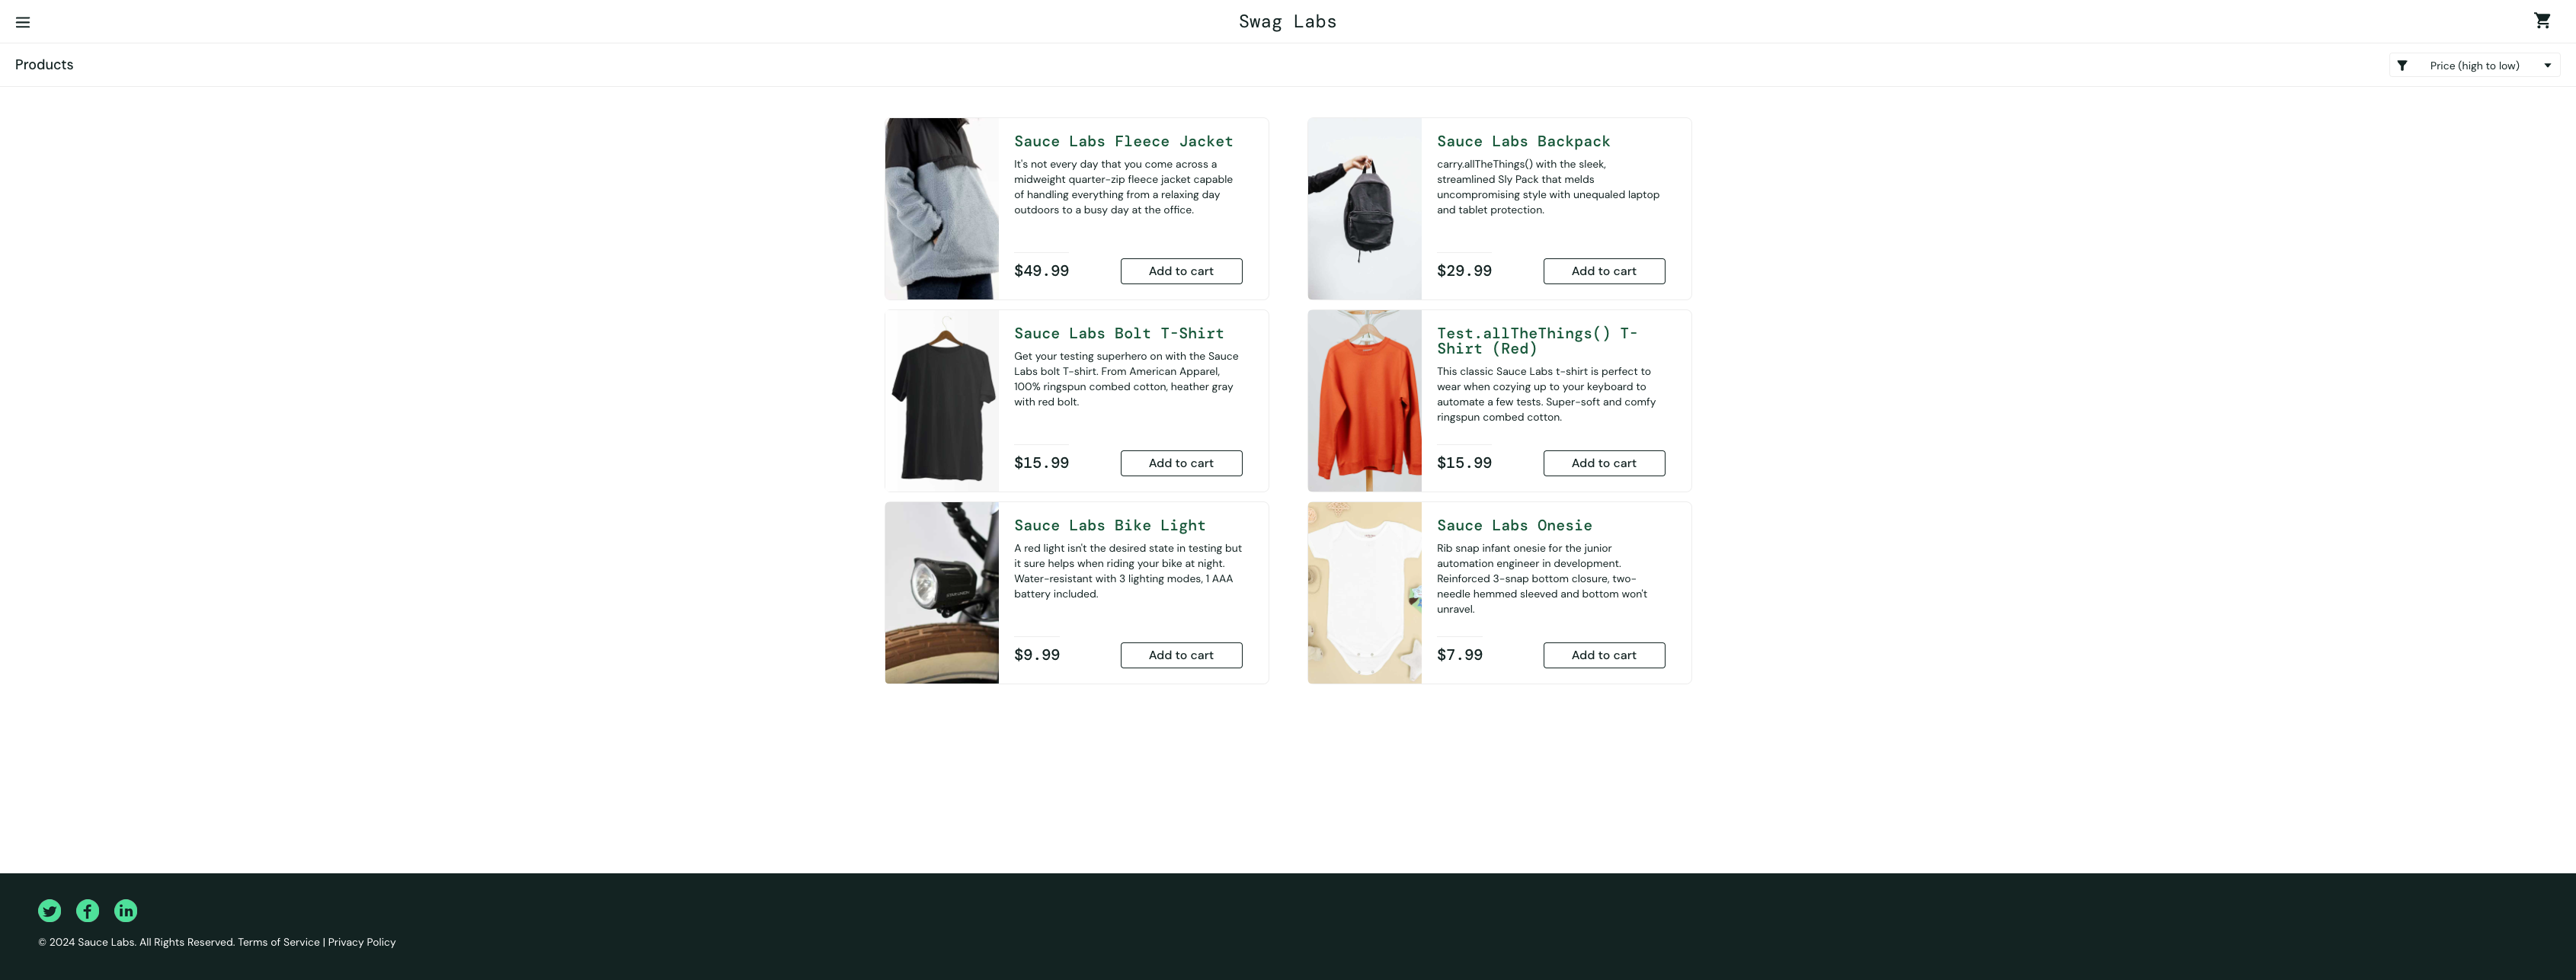 Swag Labs
Products
Price (high to low)
Sauce Labs Fleece Jacket
It's not every day that you come across a
midweight quarter-zip fleece jacket capable
of handling everything from a relaxing day
outdoors to a busy day at the office.
$49.99
Add to cart
Sauce Labs Backpack
carry.allTheThings() with the sleek,
streamlined Sly Pack that melds
uncompromising style with unequaled laptop
and tablet protection.
$29.99
Add to cart
Sauce Labs Bolt T-Shirt
Get your testing superhero on with the Sauce
Labs bolt T-shirt. From American Apparel,
100% ringspun combed cotton, heather gray
with red bolt.
$15.99
Add to cart
Test.allTheThings() T-
Shirt (Red)
This classic Sauce Labs t-shirt is perfect to
wear when cozying up to your keyboard to
automate a few tests. Super-soft and comfy
ringspun combed cotton.
$15.99
Add to cart
Sauce Labs Bike Light
A red light isn't the desired state in testing but
it sure helps when riding your bike at night.
Water-resistant with 3 lighting modes, 1 AAA
battery included.
$9.99
Add to cart
Sauce Labs Onesie
Rib snap infant onesie for the junior
automation engineer in development.
Reinforced 3-snap bottom closure, two-
needle hemmed sleeved and bottom won't
unravel.
$7.99
Add to cart
© 2024 Sauce Labs. All Rights Reserved. Terms of Service | Privacy Policy